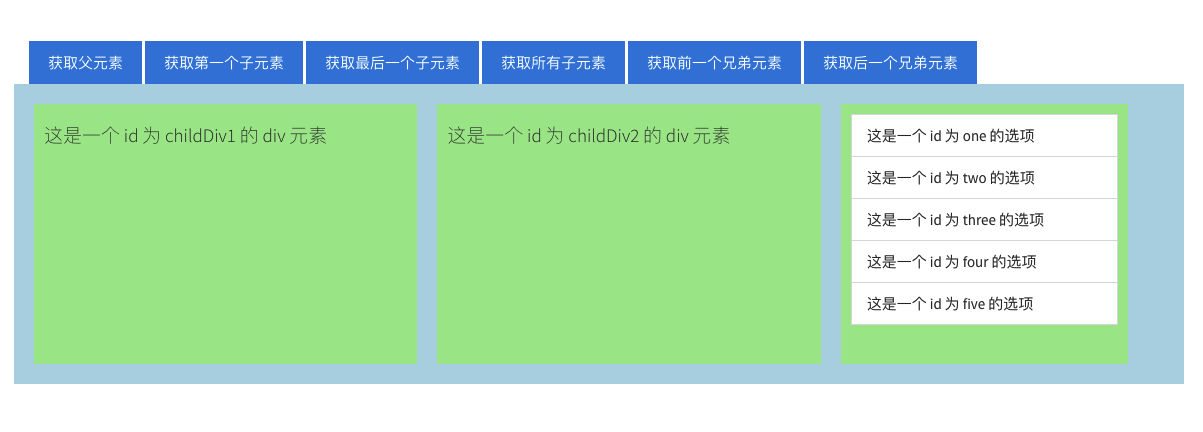 获取父元素 获取第一个子元素 获取最后一个子元素 获取所有子元素 获取前一个兄弟元素 获取后一个兄弟元素
这是一个 id 为 childDiv1 的 div 元素
这是一个 id 为 childDiv2 的 div 元素
这是一个 id 为 one 的选项
这是一个 id 为 two 的选项
这是一个 id 为 three 的选项
这是一个 id 为 four 的选项
这是一个 id 为 five 的选项